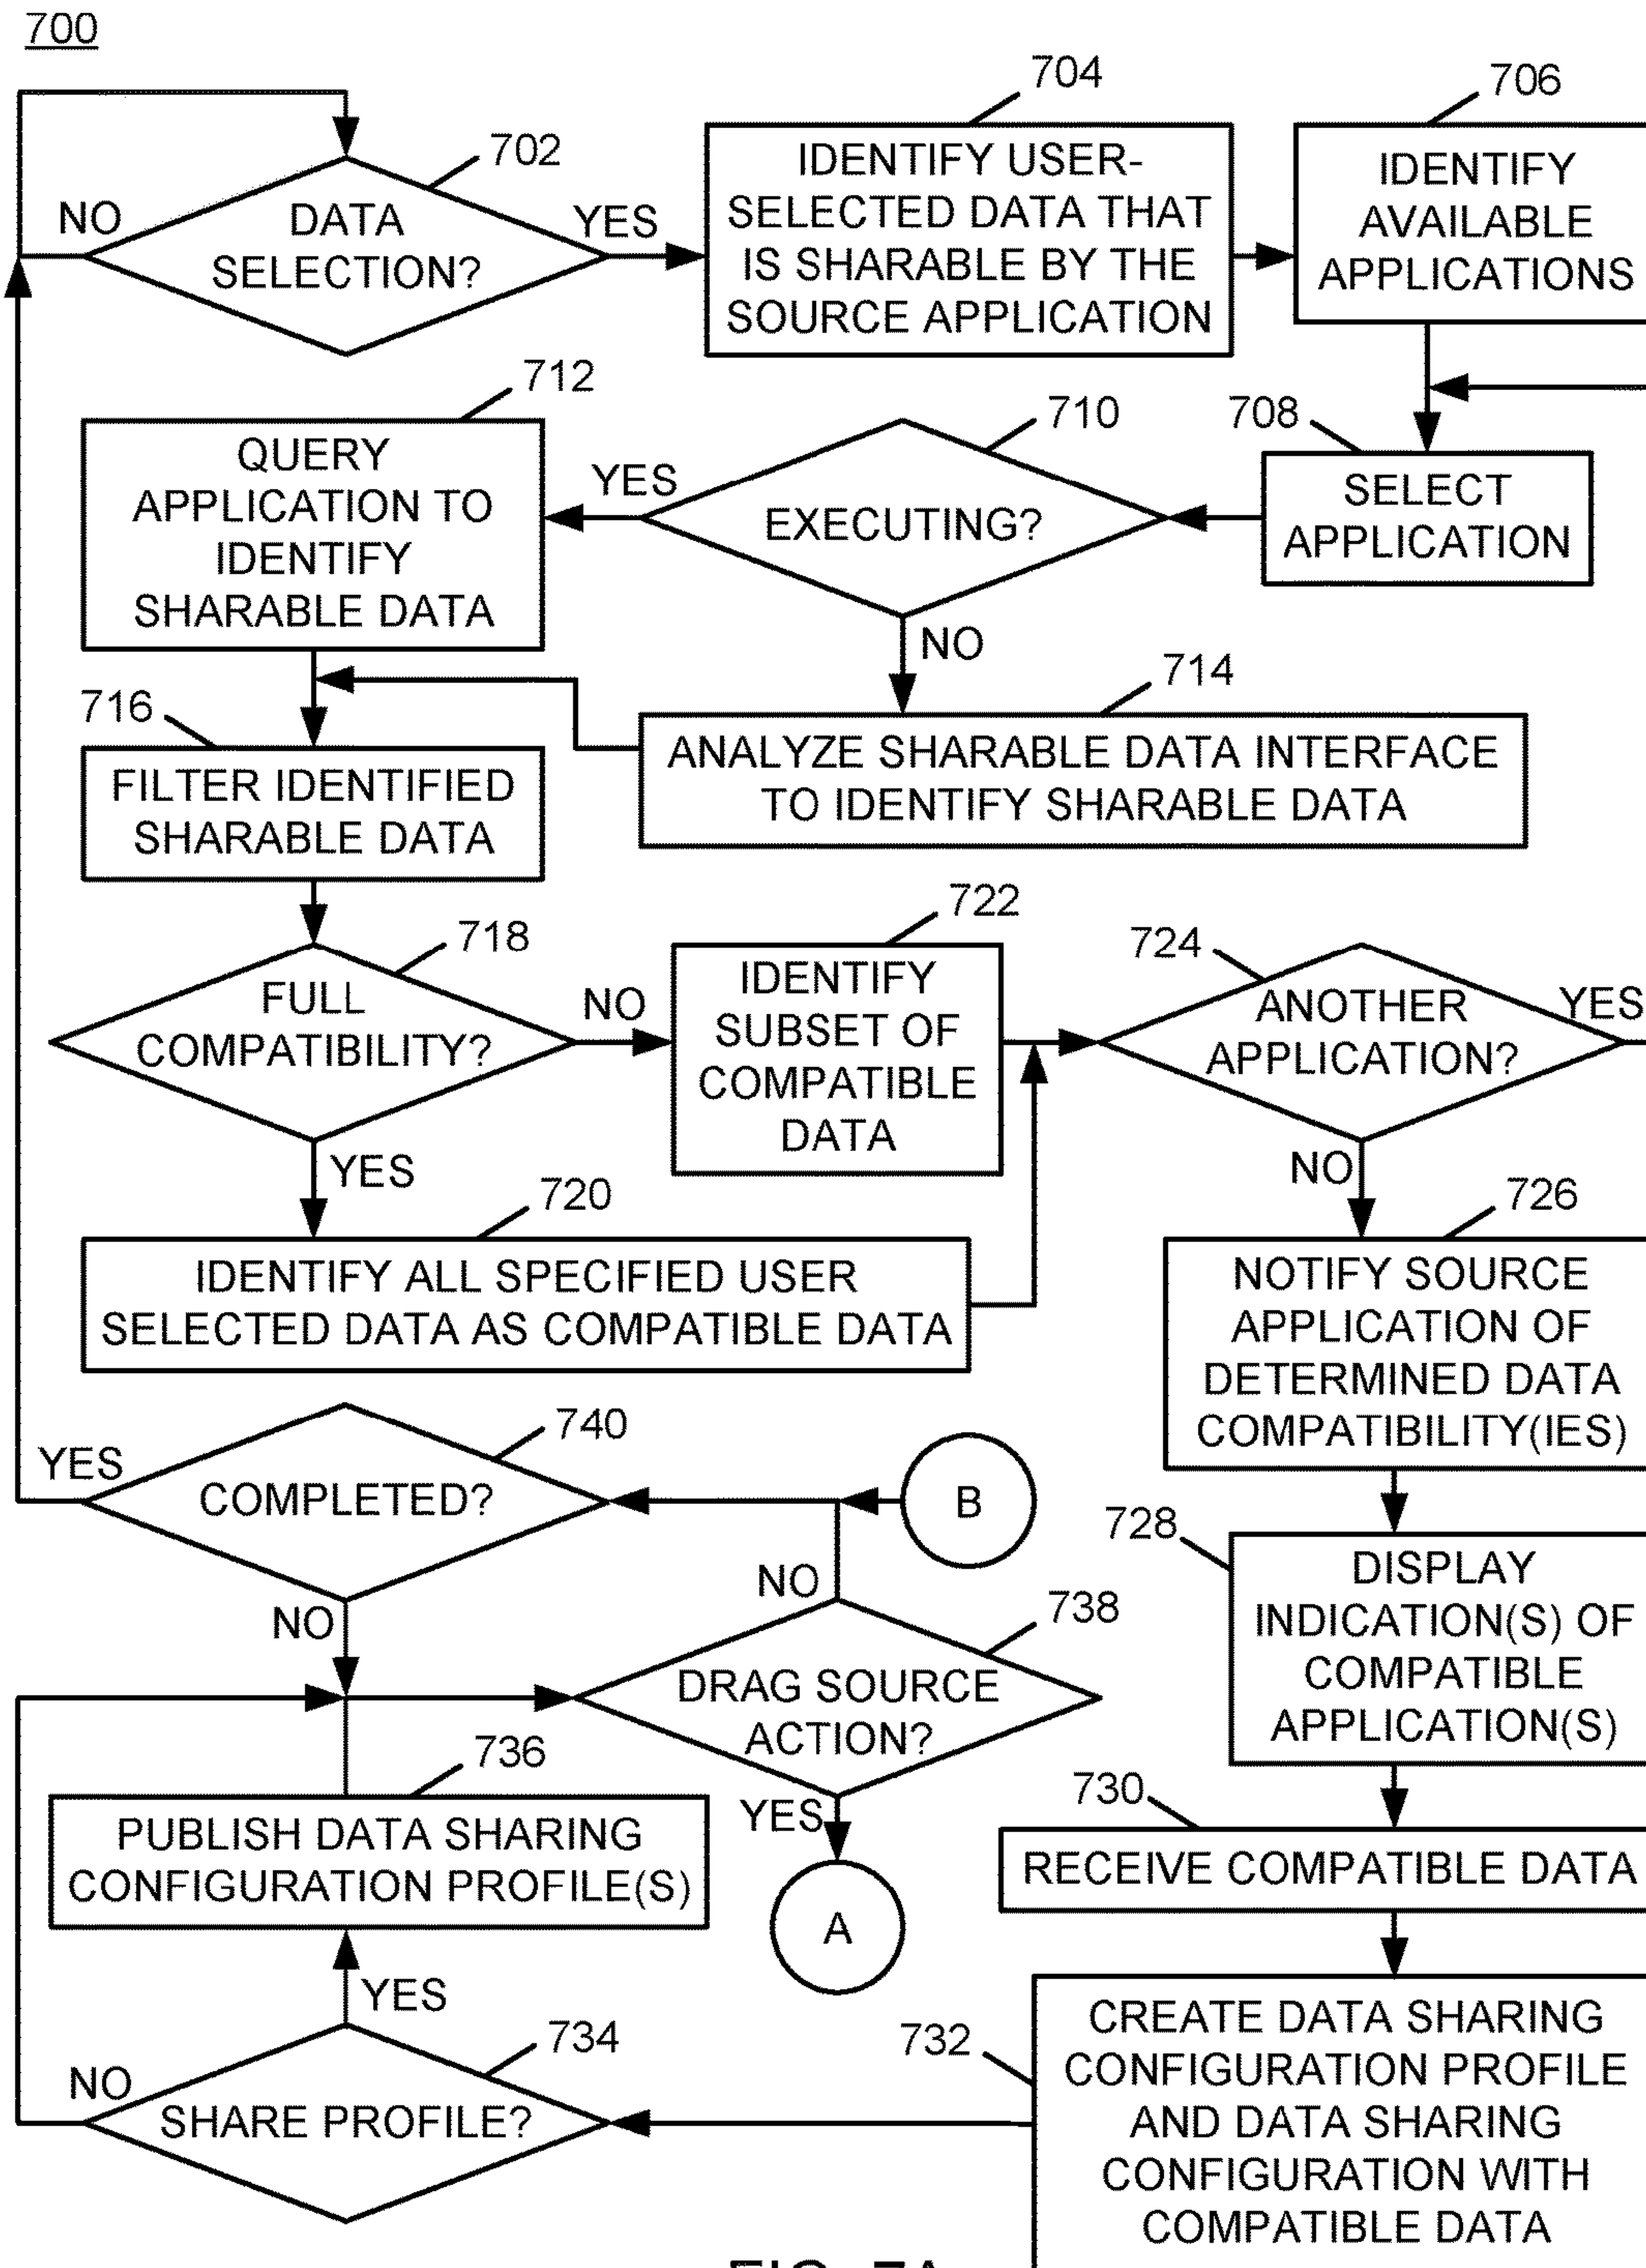 700
704
706
702
NO
DATA
SELECTION?
YES
IDENTIFY USER-
SELECTED DATA THAT
IS SHARABLE BY THE
SOURCE APPLICATION
IDENTIFY
AVAILABLE
APPLICATIONS
712
710
708
QUERY
APPLICATION TO
IDENTIFY
SHARABLE DATA
YES
EXECUTING?
SELECT
APPLICATION
NO
714
716
ANALYZE SHARABLE DATA INTERFACE
TO IDENTIFY SHARABLE DATA
FILTER IDENTIFIED
SHARABLE DATA
722
718
724
FULL
COMPATIBILITY?
NO
IDENTIFY
SUBSET OF
COMPATIBLE
DATA
ANOTHER
APPLICATION?
YES
YES
NO
720
726
IDENTIFY ALL SPECIFIED USER
SELECTED DATA AS COMPATIBLE DATA
NOTIFY SOURCE
APPLICATION OF
DETERMINED DATA
COMPATIBILITY(IES)
740
YES
COMPLETED?
B
728
NO
NO
738
DISPLAY
INDICATION(S) OF
COMPATIBLE
APPLICATION(S)
DRAG SOURCE
ACTION?
736
730
YES
PUBLISH DATA SHARING
CONFIGURATION PROFILE(S)
RECEIVE COMPATIBLE DATA
A
YES
734
732
NO
SHARE PROFILE?
CREATE DATA SHARING
CONFIGURATION PROFILE
AND DATA SHARING
CONFIGURATION WITH
COMPATIBLE DATA
FIG. 7A